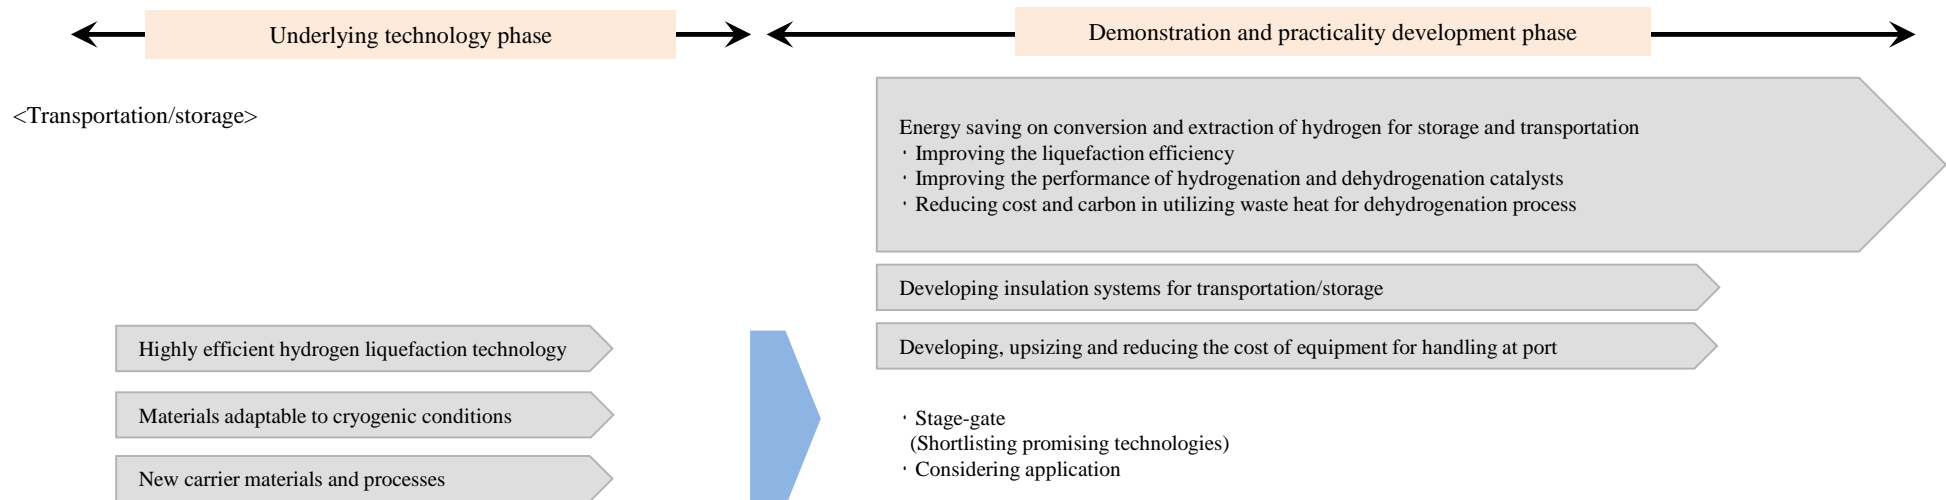 Underlying technology phase
Demonstration and practicality development phase
<Transportation/storage>
Energy saving on conversion and extraction of hydrogen for storage and transportation
・Improving the liquefaction efficiency
・Improving the performance of hydrogenation and dehydrogenation catalysts
・Reducing cost and carbon in utilizing waste heat for dehydrogenation process
Developing insulation systems for transportation/storage
Developing, upsizing and reducing the cost of equipment for handling at port
Highly efficient hydrogen liquefaction technology
Materials adaptable to cryogenic conditions
New carrier materials and processes
・Stage-gate
(Shortlisting promising technologies)
・Considering application